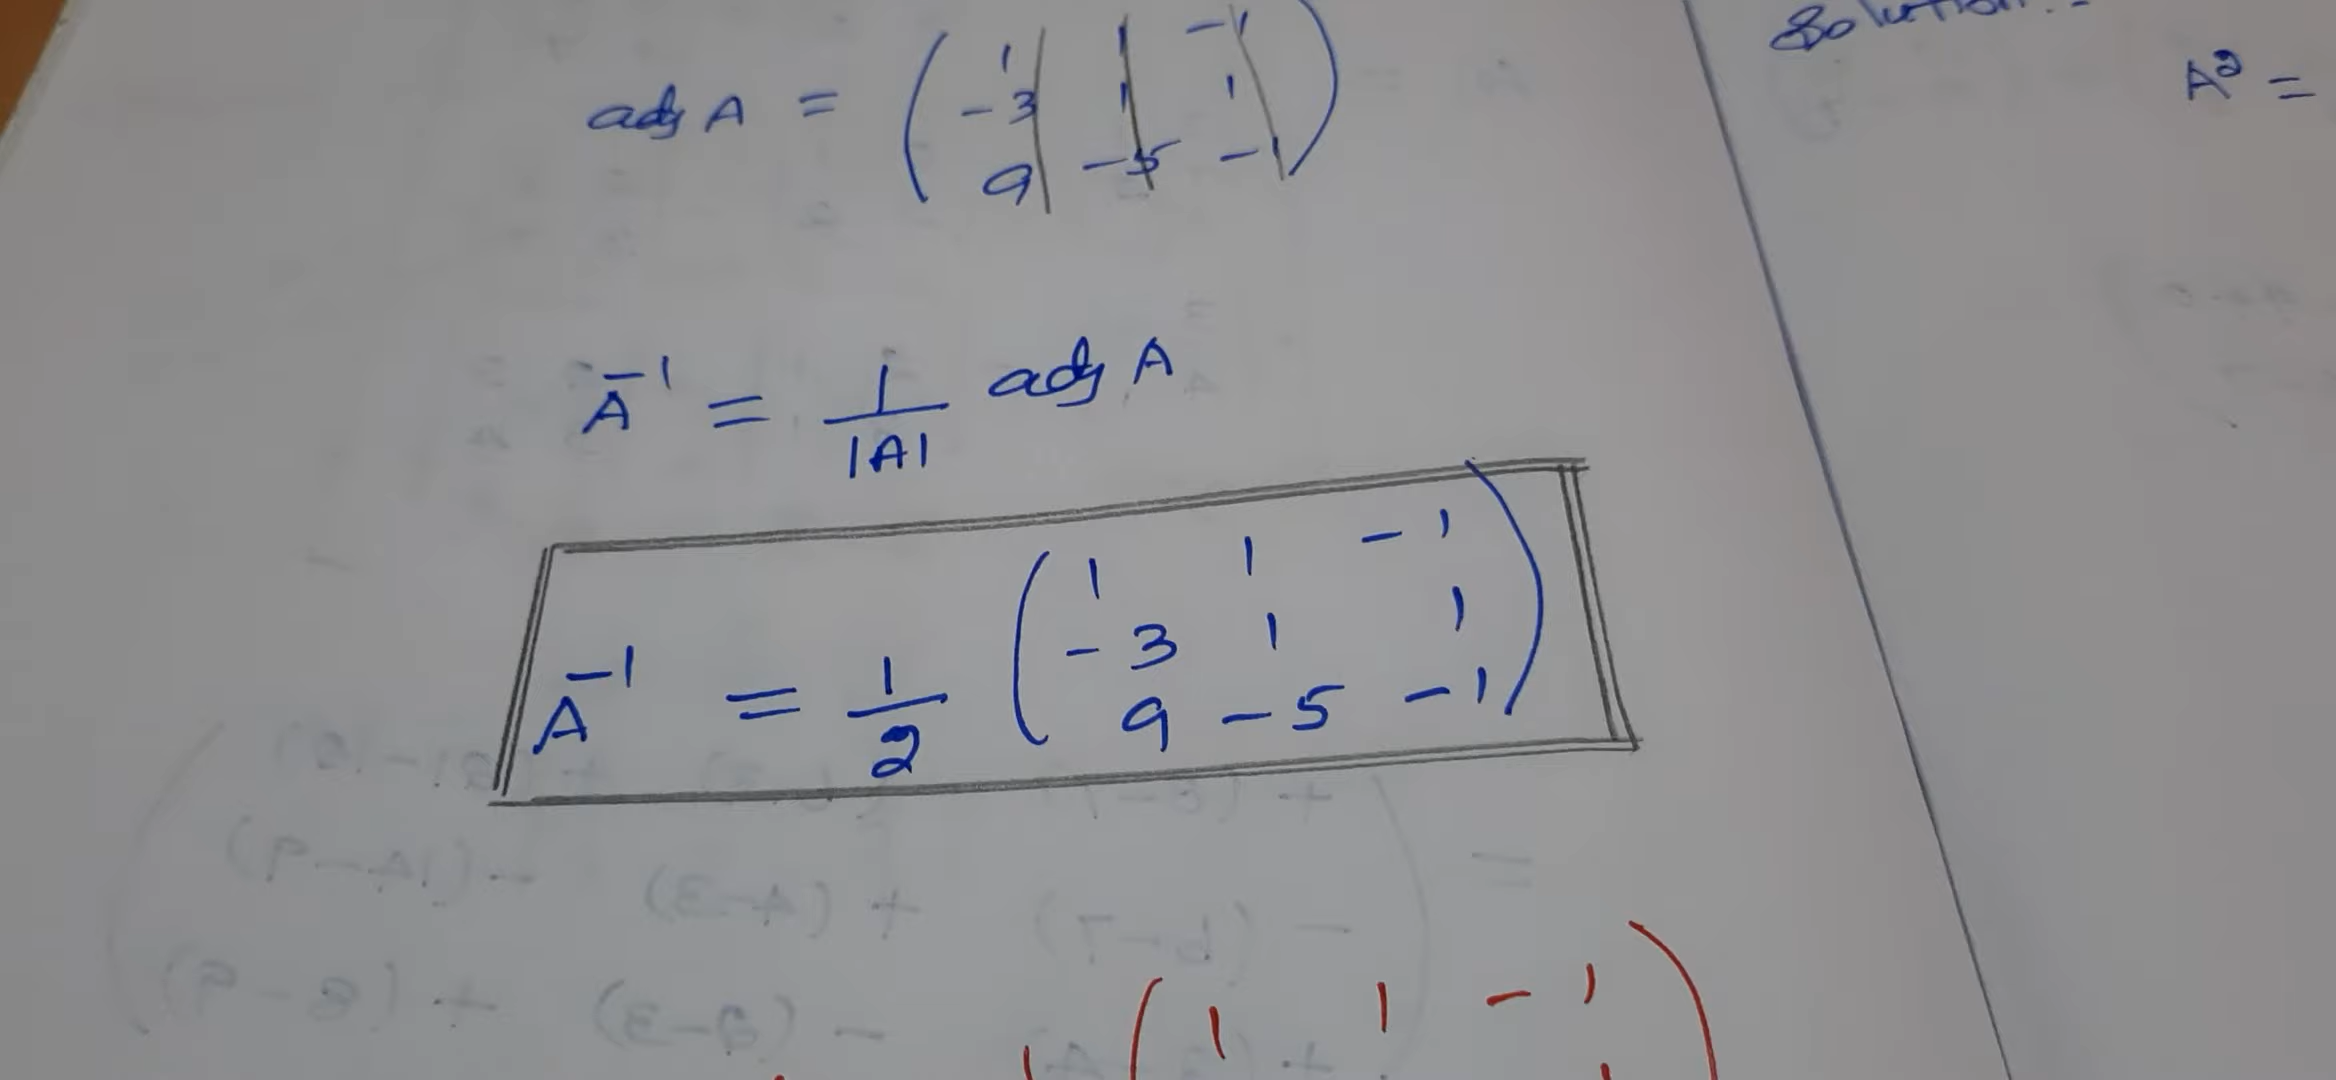 Solution:-
A² =
adj A = ( 1 1 -1
-3 1 1
9 -5 -1 )
A⁻¹ = 1/|A| adj A
A⁻¹ = 1/2 ( 1 1 -1
-3 1 1
9 -5 -1 )
( 1 1 -1 )